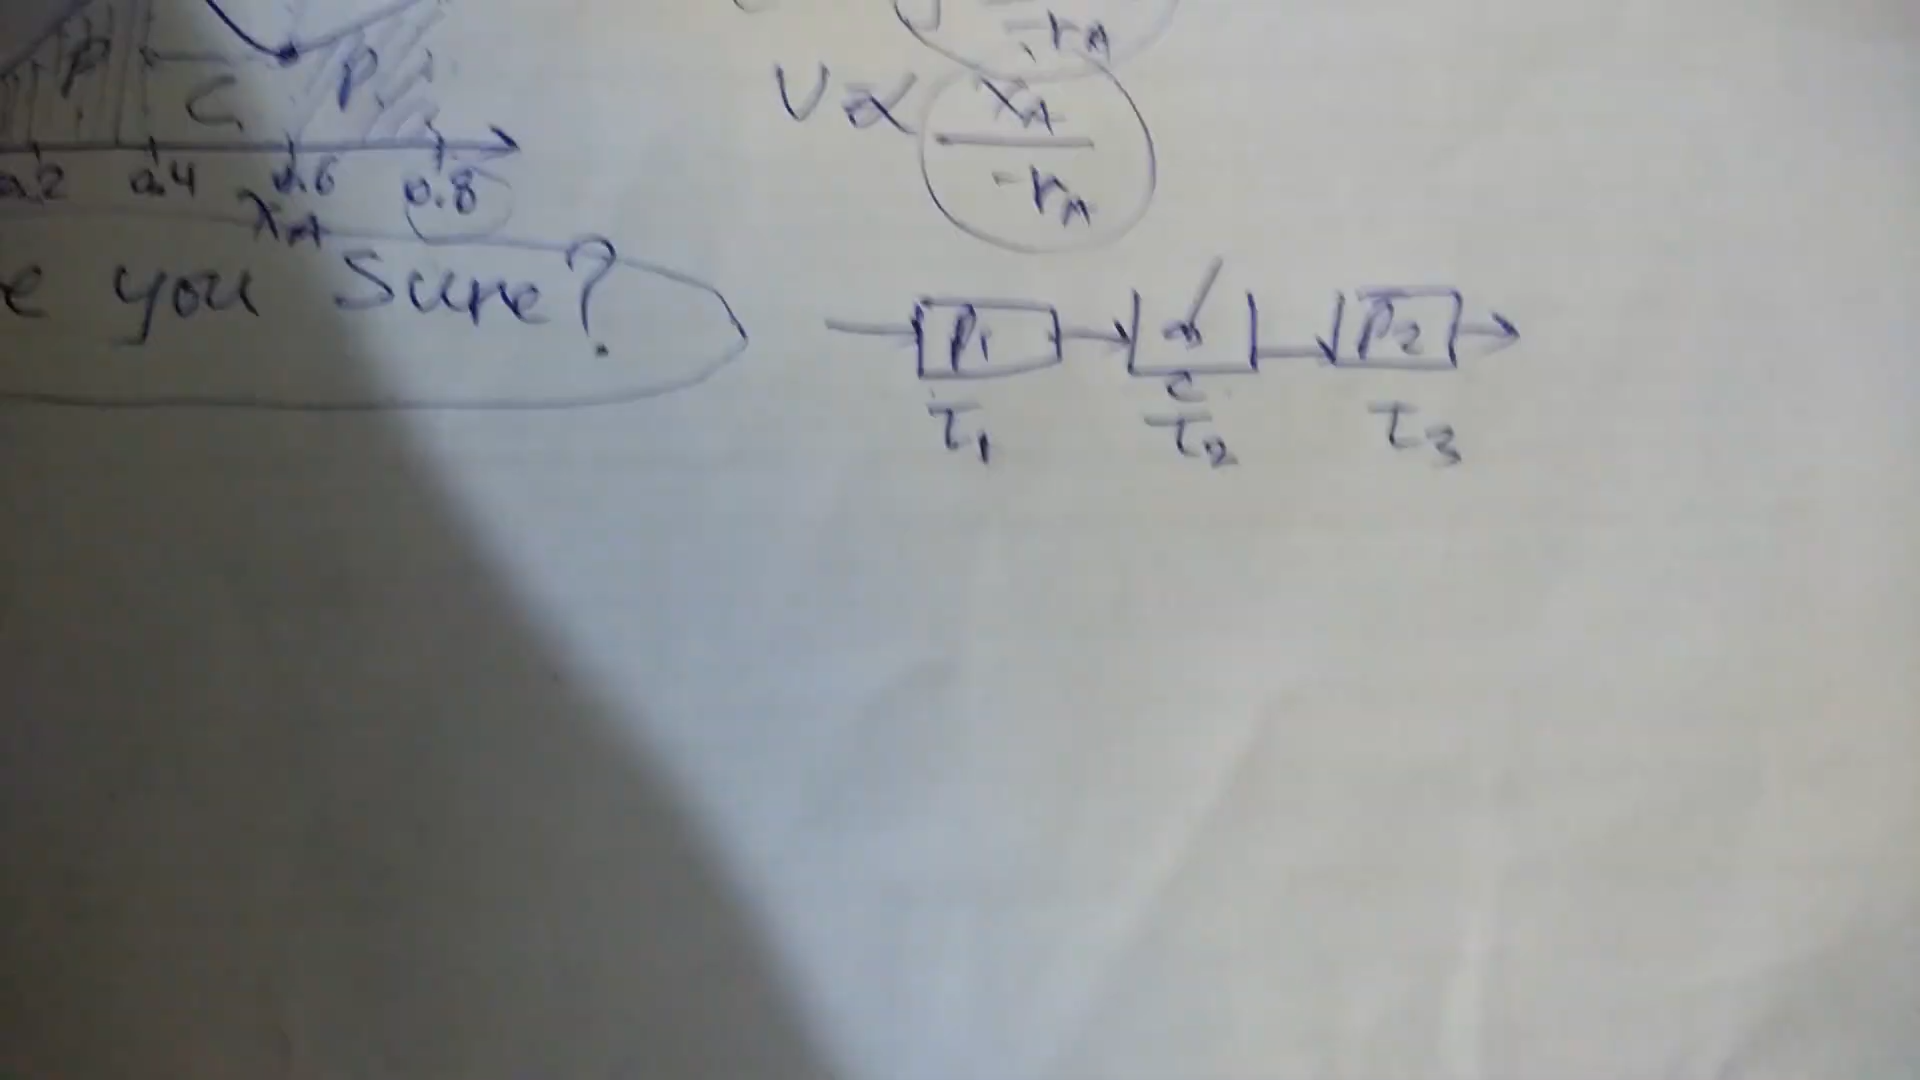 -rA
P C P
V ∝ XA / -rA
0.2 0.4 0.6 0.8
XA
e you Sure?
P1 C P2
τ1 τ2 τ3